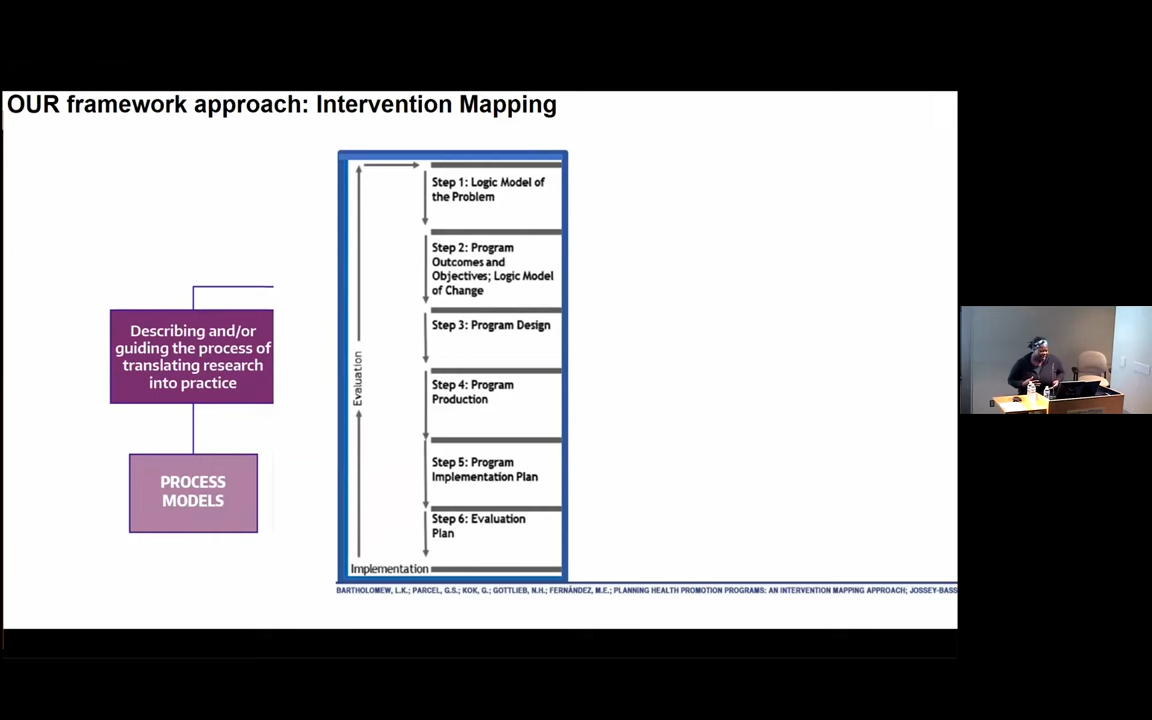 OUR framework approach: Intervention Mapping
Describing and/or
guiding the process of
translating research
into practice
PROCESS
MODELS
Evaluation
Step 1: Logic Model of
the Problem
Step 2: Program
Outcomes and
Objectives; Logic Model
of Change
Step 3: Program Design
Step 4: Program
Production
Step 5: Program
Implementation Plan
Step 6: Evaluation
Plan
Implementation
BARTHOLOMEW, L.K.; PARCEL, G.S.; KOK, G.; GOTTLIEB, N.H.; FERNÁNDEZ, M.E.; PLANNING HEALTH PROMOTION PROGRAMS: AN INTERVENTION MAPPING APPROACH; JOSSEY-BASS